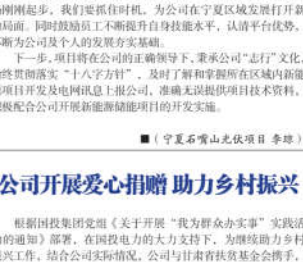 刚刚起步,我们要抓住时机,为公司在宁夏区域发展打开新
局面。同时鼓励员工不断提升自身技能水平,认清平台优势,
断为公司及个人的发展夯实基础。
下一步,项目将在公司的正确领导下,秉承公司“志行”文化,
终贯彻落实“十八字方针”,及时了解和掌握所在区域内新能
项目开发及电网讯息上报公司,准确无误提供项目技术资料,
极配合公司开展新能源储能项目的开发实施。
■(宁夏石嘴山光伏项目 李琼)
公司开展爱心捐赠 助力乡村振兴
根据国投集团党组《关于开展“我为群众办实事”实践活
的通知》部署,在国投电力的大力支持下,为继续助力乡村
兴工作,结合公司实际情况,公司与甘肃省扶贫基金会携手,